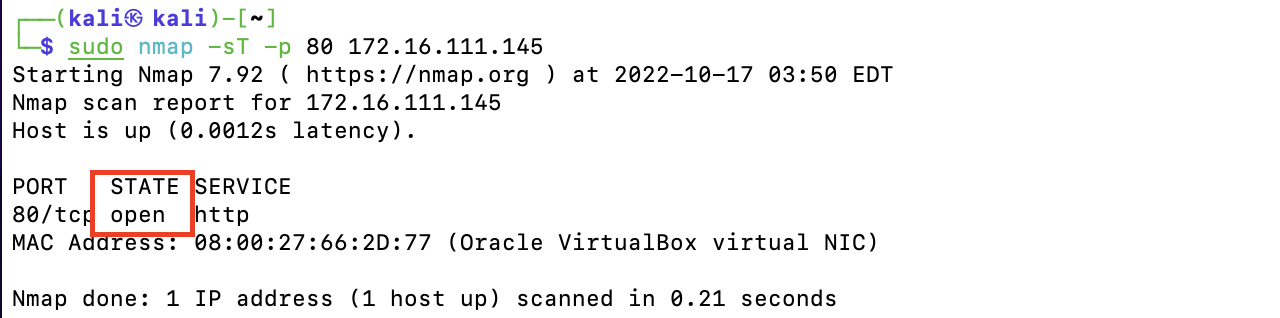 ┌──(kali㉿ kali)-[~]
└─$ sudo nmap -sT -p 80 172.16.111.145
Starting Nmap 7.92 ( https://nmap.org ) at 2022-10-17 03:50 EDT
Nmap scan report for 172.16.111.145
Host is up (0.0012s latency).

PORT   STATE SERVICE
80/tcp open  http
MAC Address: 08:00:27:66:2D:77 (Oracle VirtualBox virtual NIC)

Nmap done: 1 IP address (1 host up) scanned in 0.21 seconds